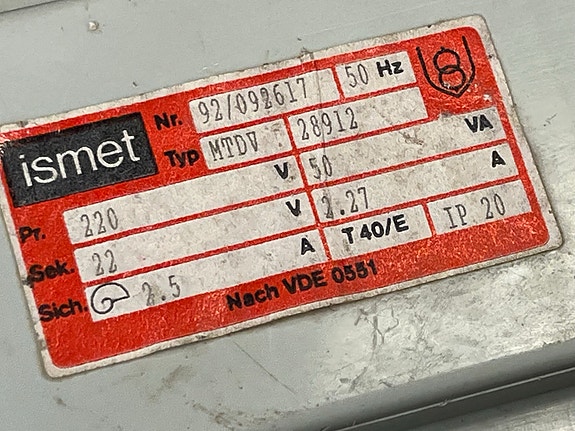 ismet
Nr. 92/092617 50 Hz
Typ MTDV 28912
Pr. 220 V 50 VA
Sek. 22 V 2.27 A
Sich. 2.5 A T 40/E IP 20
Nach VDE 0551